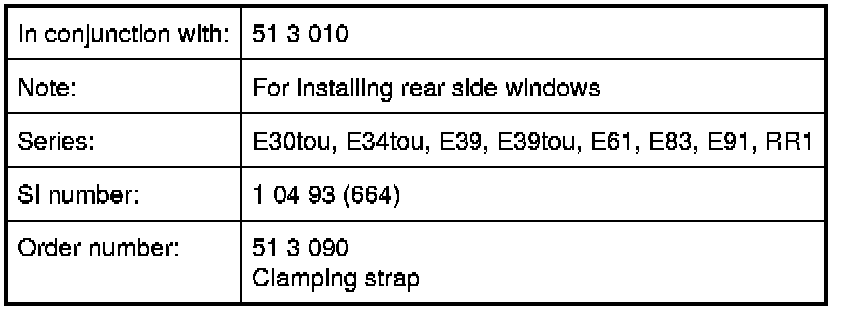 In conjunction with: 51 3 010
Note: For installing rear side windows
Series: E30tou, E34tou, E39, E39tou, E61, E83, E91, RR1
SI number: 1 04 93 (664)
Order number: 51 3 090
Clamping strap